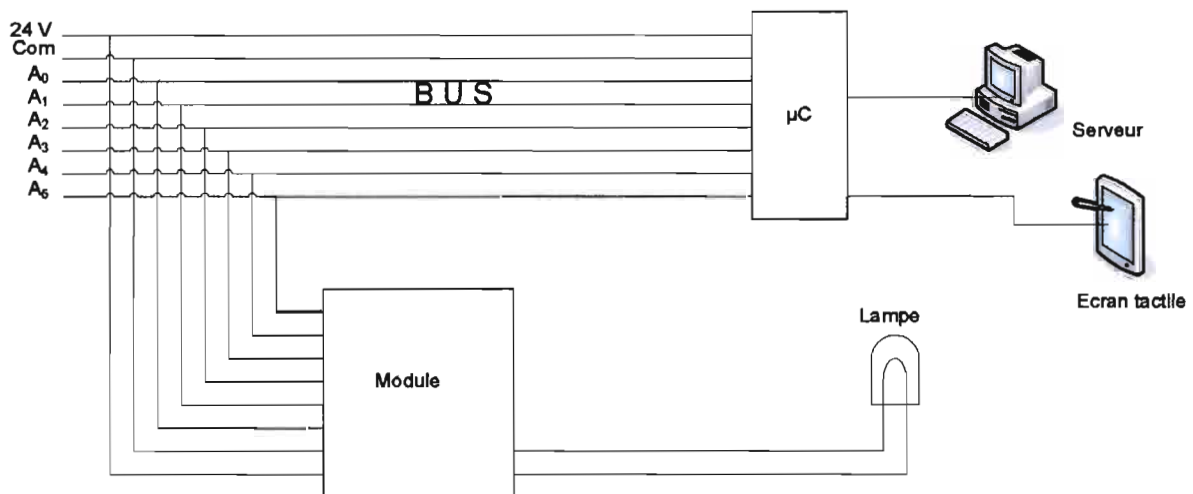 24 V
Com
A₀
A₁
A₂
A₃
A₄
A₅
BUS
µC
Serveur
Ecran tactile
Lampe
Module